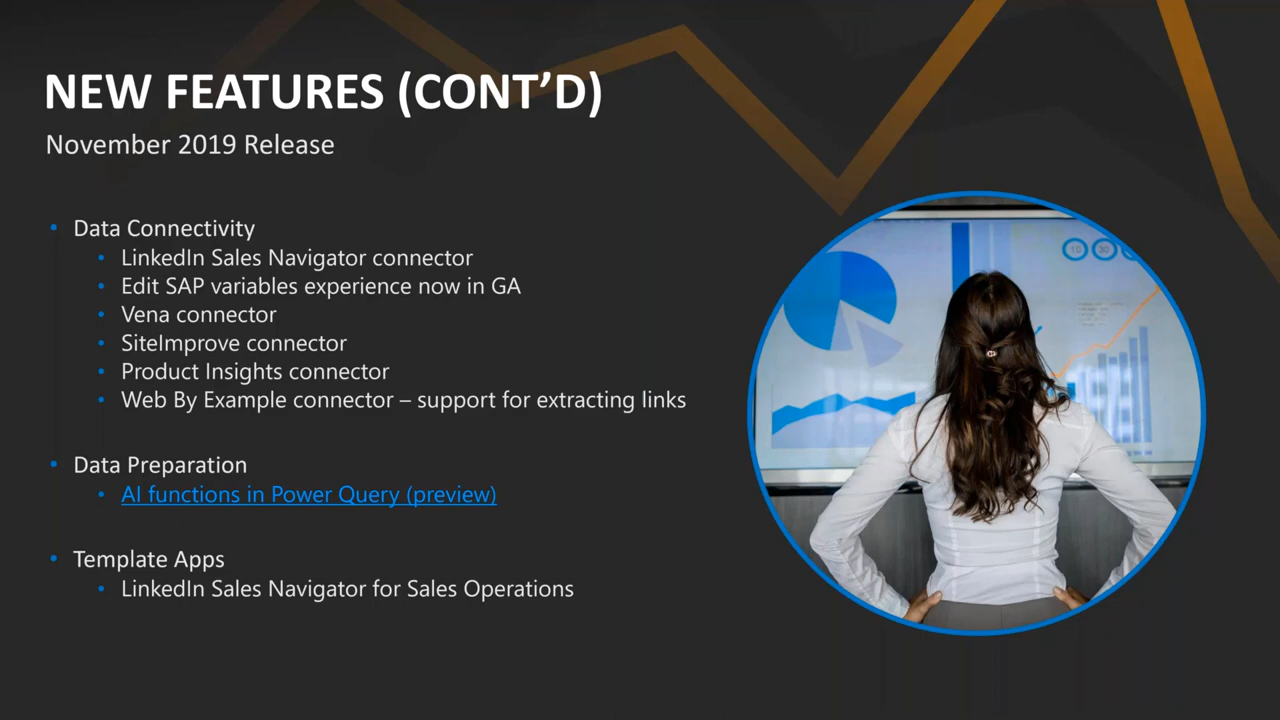 NEW FEATURES (CONT’D)
November 2019 Release
Data Connectivity
LinkedIn Sales Navigator connector
Edit SAP variables experience now in GA
Vena connector
SiteImprove connector
Product Insights connector
Web By Example connector – support for extracting links
Data Preparation
AI functions in Power Query (preview)
Template Apps
LinkedIn Sales Navigator for Sales Operations
10 30